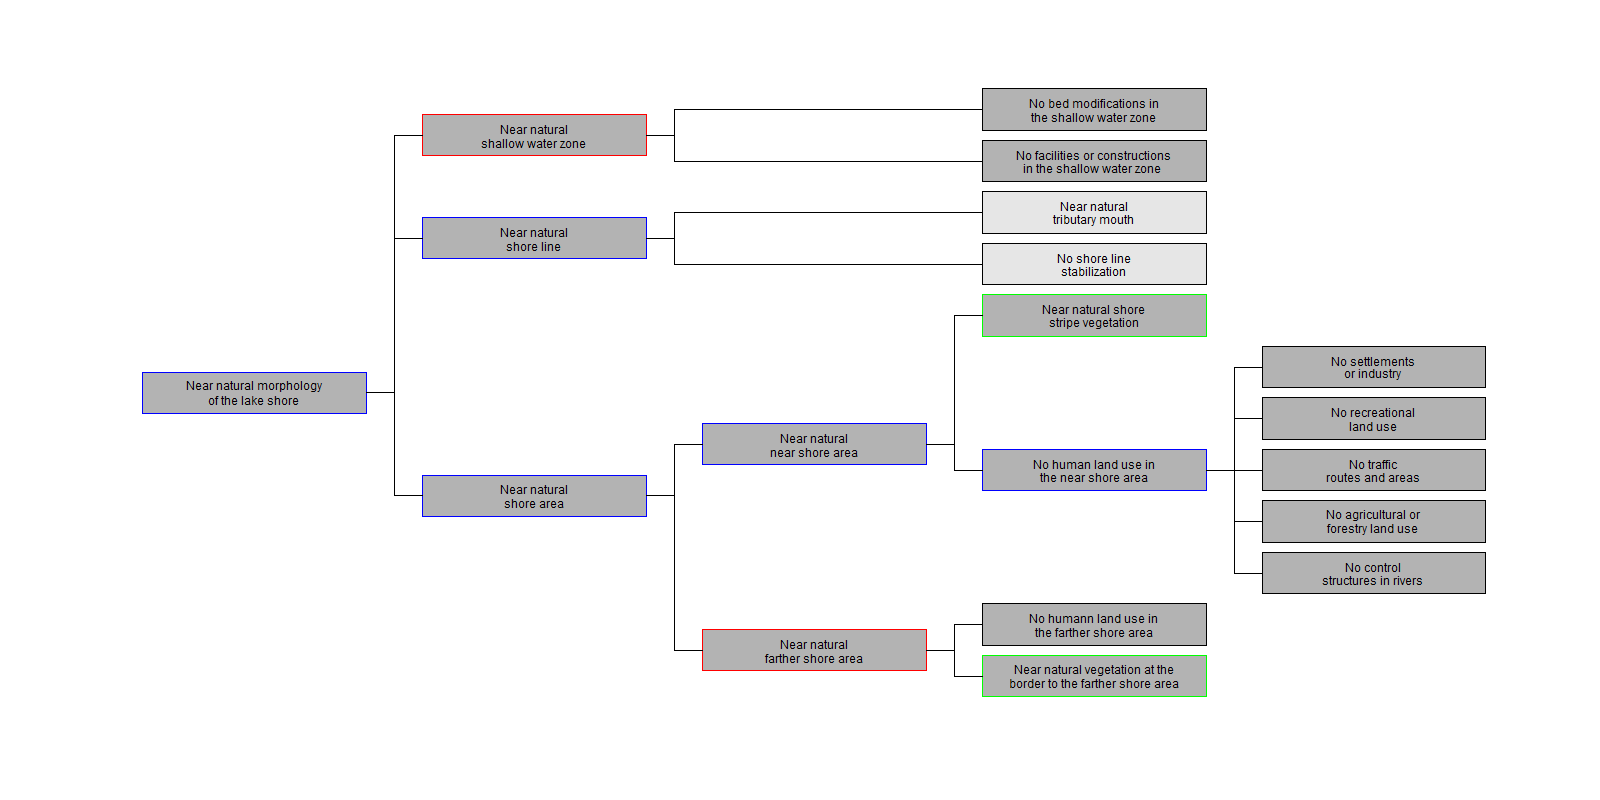 Near natural morphology
of the lake shore
Near natural
shallow water zone
Near natural
shore line
Near natural
shore area
Near natural
near shore area
Near natural
farther shore area
No bed modifications in
the shallow water zone
No facilities or constructions
in the shallow water zone
Near natural
tributary mouth
No shore line
stabilization
Near natural shore
stripe vegetation
No human land use in
the near shore area
No humann land use in
the farther shore area
Near natural vegetation at the
border to the farther shore area
No settlements
or industry
No recreational
land use
No traffic
routes and areas
No agricultural or
forestry land use
No control
structures in rivers